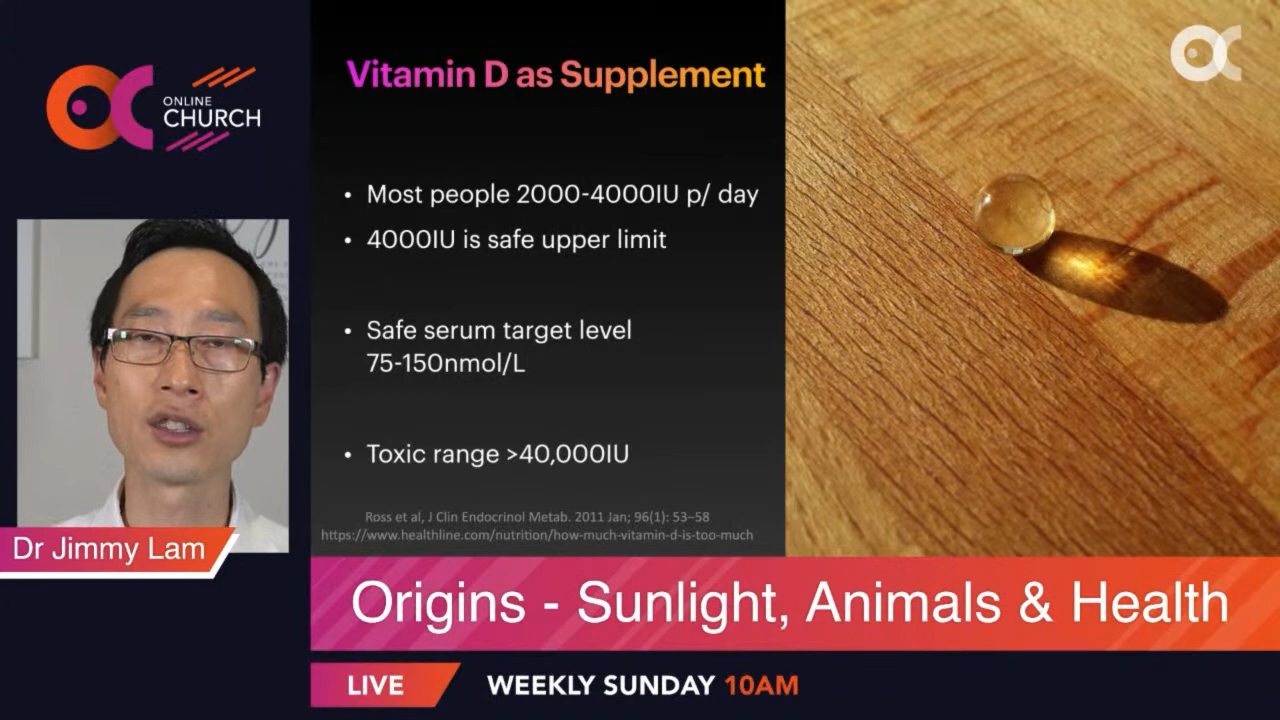 ONLINE
CHURCH
Vitamin D as Supplement
• Most people 2000-4000IU p/ day
• 4000IU is safe upper limit
• Safe serum target level
75-150nmol/L
• Toxic range >40,000IU
Ross et al, J Clin Endocrinol Metab. 2011 Jan; 96(1): 53–58
https://www.healthline.com/nutrition/how-much-vitamin-d-is-too-much
Dr Jimmy Lam
Origins - Sunlight, Animals & Health
LIVE WEEKLY SUNDAY 10AM